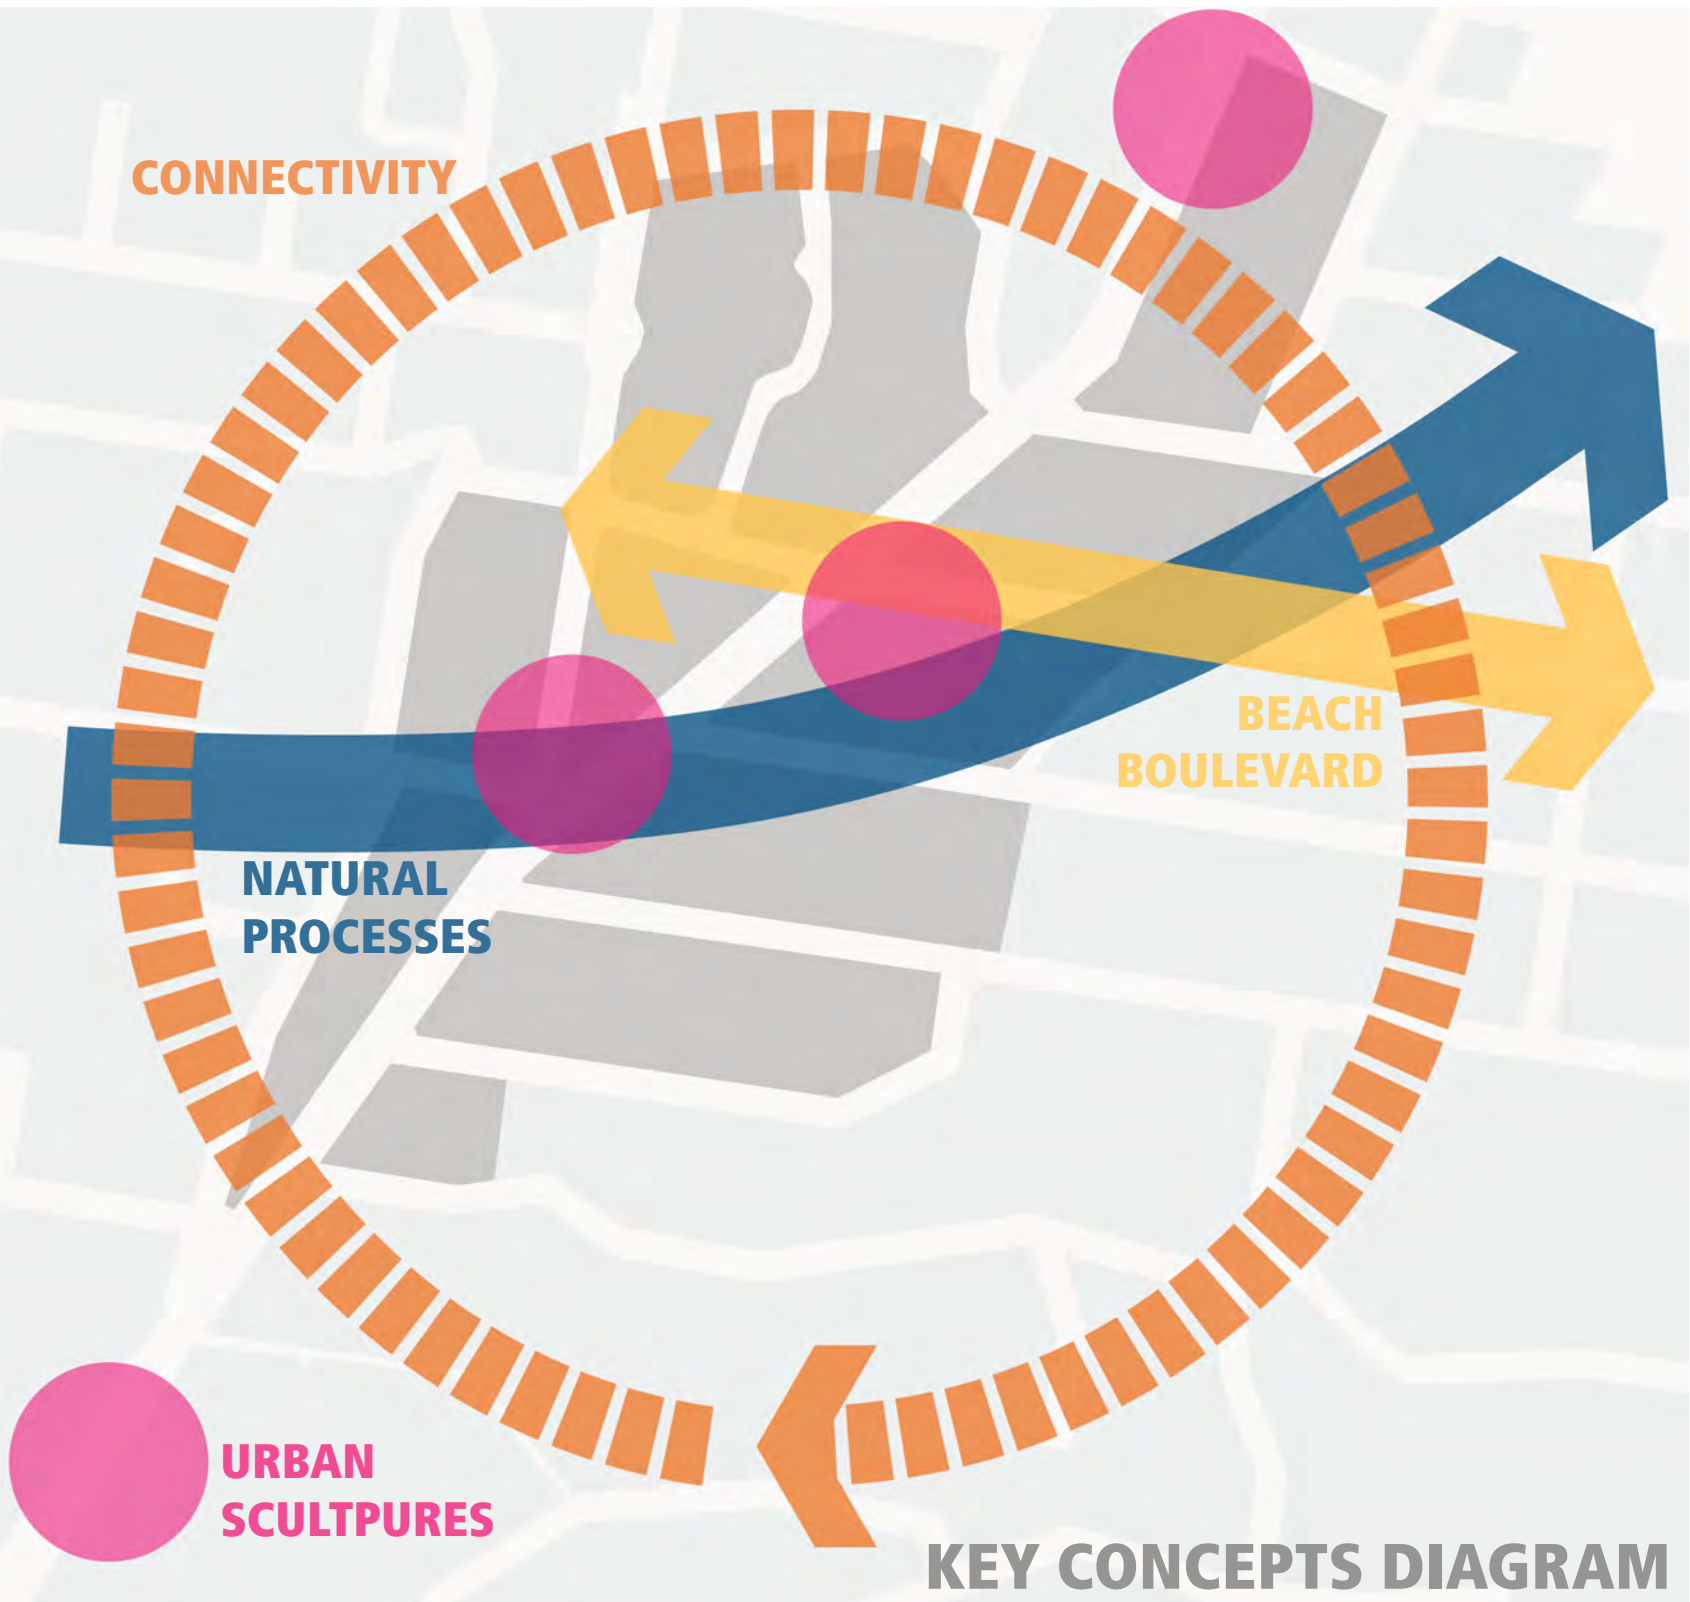 CONNECTIVITY
BEACH
BOULEVARD
NATURAL
PROCESSES
URBAN
SCULTPURES
KEY CONCEPTS DIAGRAM